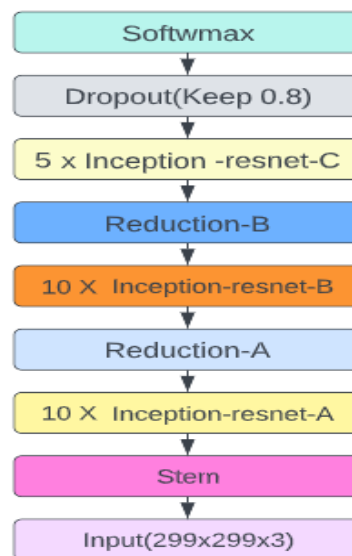 Softwmax
Dropout(Keep 0.8)
5 x Inception -resnet-C
Reduction-B
10 X Inception-resnet-B
Reduction-A
10 X Inception-resnet-A
Stern
Input(299x299x3)